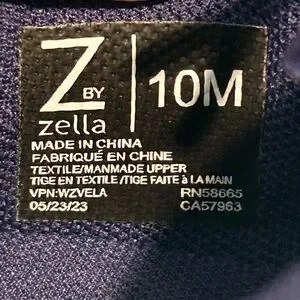 Z BY
zella
10M
MADE IN CHINA
FABRIQUÉ EN CHINE
TEXTILE/MANMADE UPPER
TIGE EN TEXTILE /TIGE FAITE à LA MAIN
VPN:WZVELA RN58665
05/23/23 CA57963